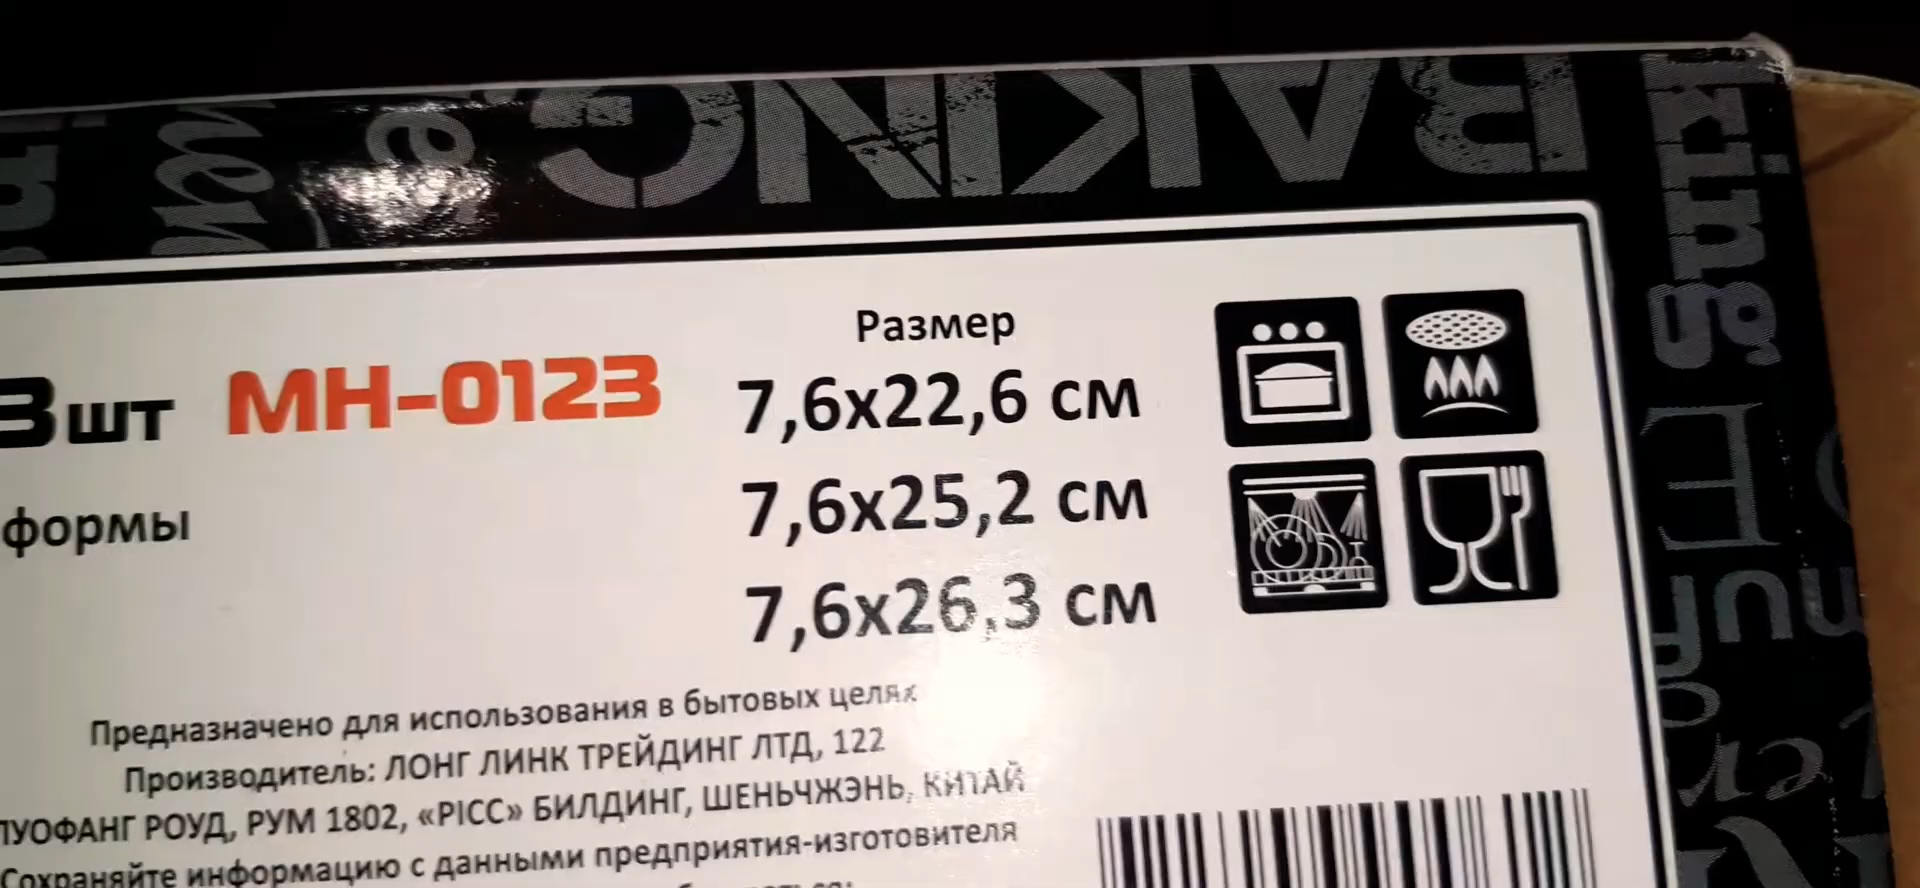 BAKING
kings
Размер
3шт MH-0123
7,6x22,6 см
7,6x25,2 см
формы
7,6x26,3 см
Предназначено для использования в бытовых целях
Производитель: ЛОНГ ЛИНК ТРЕЙДИНГ ЛТД, 122
РОУД, РУМ 1802, «PICC» БИЛДИНГ, ШЕНЬЧЖЭНЬ, КИТАЙ
Сохраняйте информацию с данными предприятия-изготовителя